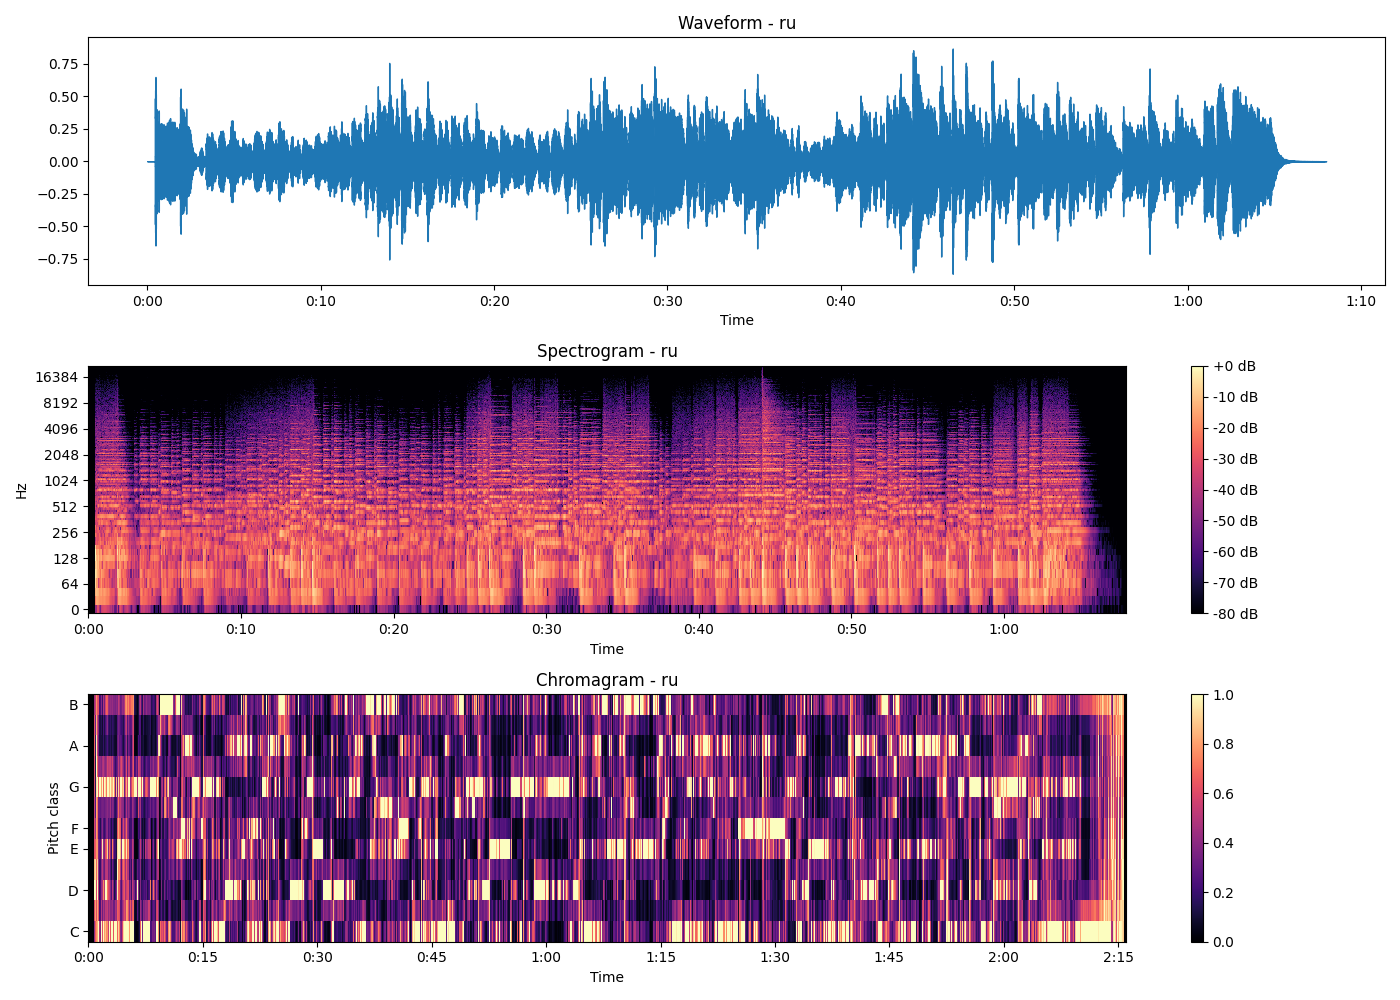 Waveform - ru
0.75
0.50
0.25
0.00
−0.25
−0.50
−0.75
0:00 0:10 0:20 0:30 0:40 0:50 1:00 1:10
Time
Spectrogram - ru
Hz
16384
8192
4096
2048
1024
512
256
128
64
0
0:00 0:10 0:20 0:30 0:40 0:50 1:00
Time
+0 dB
-10 dB
-20 dB
-30 dB
-40 dB
-50 dB
-60 dB
-70 dB
-80 dB
Chromagram - ru
Pitch class
B
A
G
F
E
D
C
0:00 0:15 0:30 0:45 1:00 1:15 1:30 1:45 2:00 2:15
Time
1.0
0.8
0.6
0.4
0.2
0.0